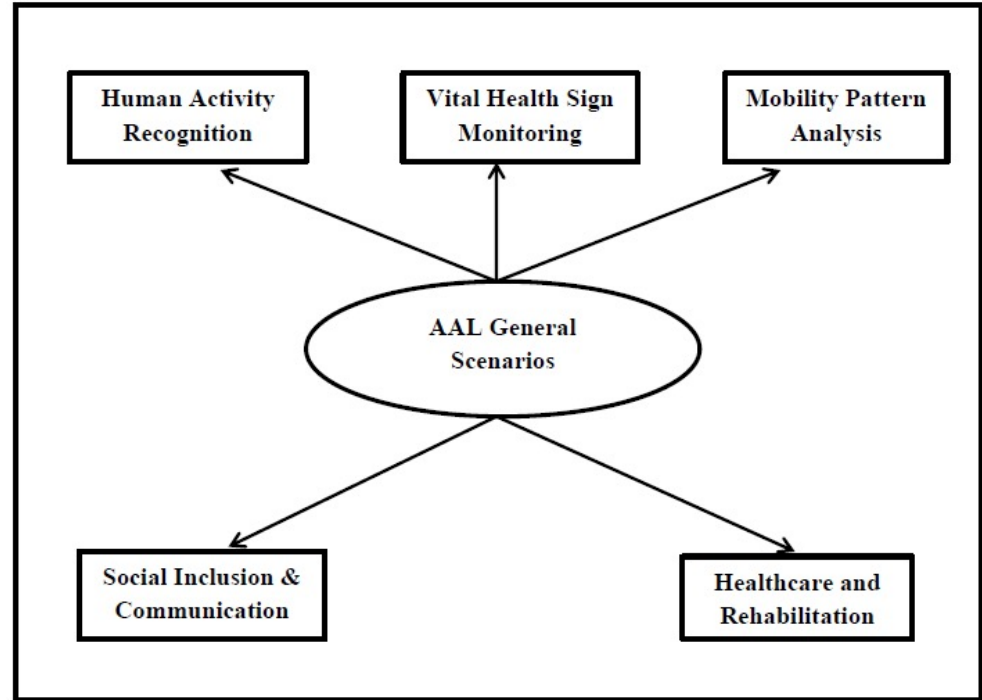 Human Activity
Recognition
Vital Health Sign
Monitoring
Mobility Pattern
Analysis
AAL General
Scenarios
Social Inclusion &
Communication
Healthcare and
Rehabilitation